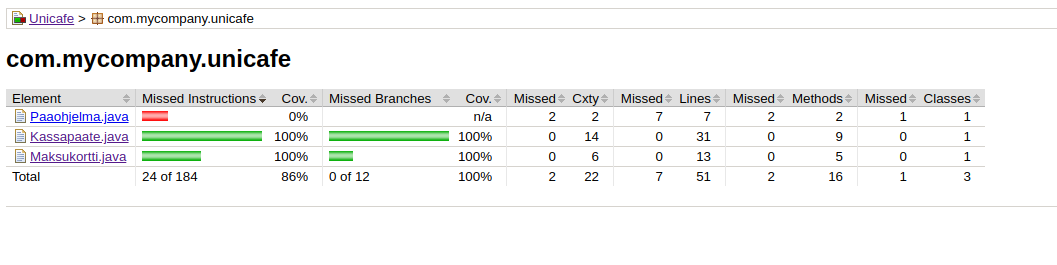 Unicafe > com.mycompany.unicafe
com.mycompany.unicafe
Element Missed Instructions Cov. Missed Branches Cov. Missed Cxty Missed Lines Missed Methods Missed Classes
Paaohjelma.java 0% n/a 2 2 7 7 2 2 1 1
Kassapaate.java 100% 100% 0 14 0 31 0 9 0 1
Maksukortti.java 100% 100% 0 6 0 13 0 5 0 1
Total 24 of 184 86% 0 of 12 100% 2 22 7 51 2 16 1 3